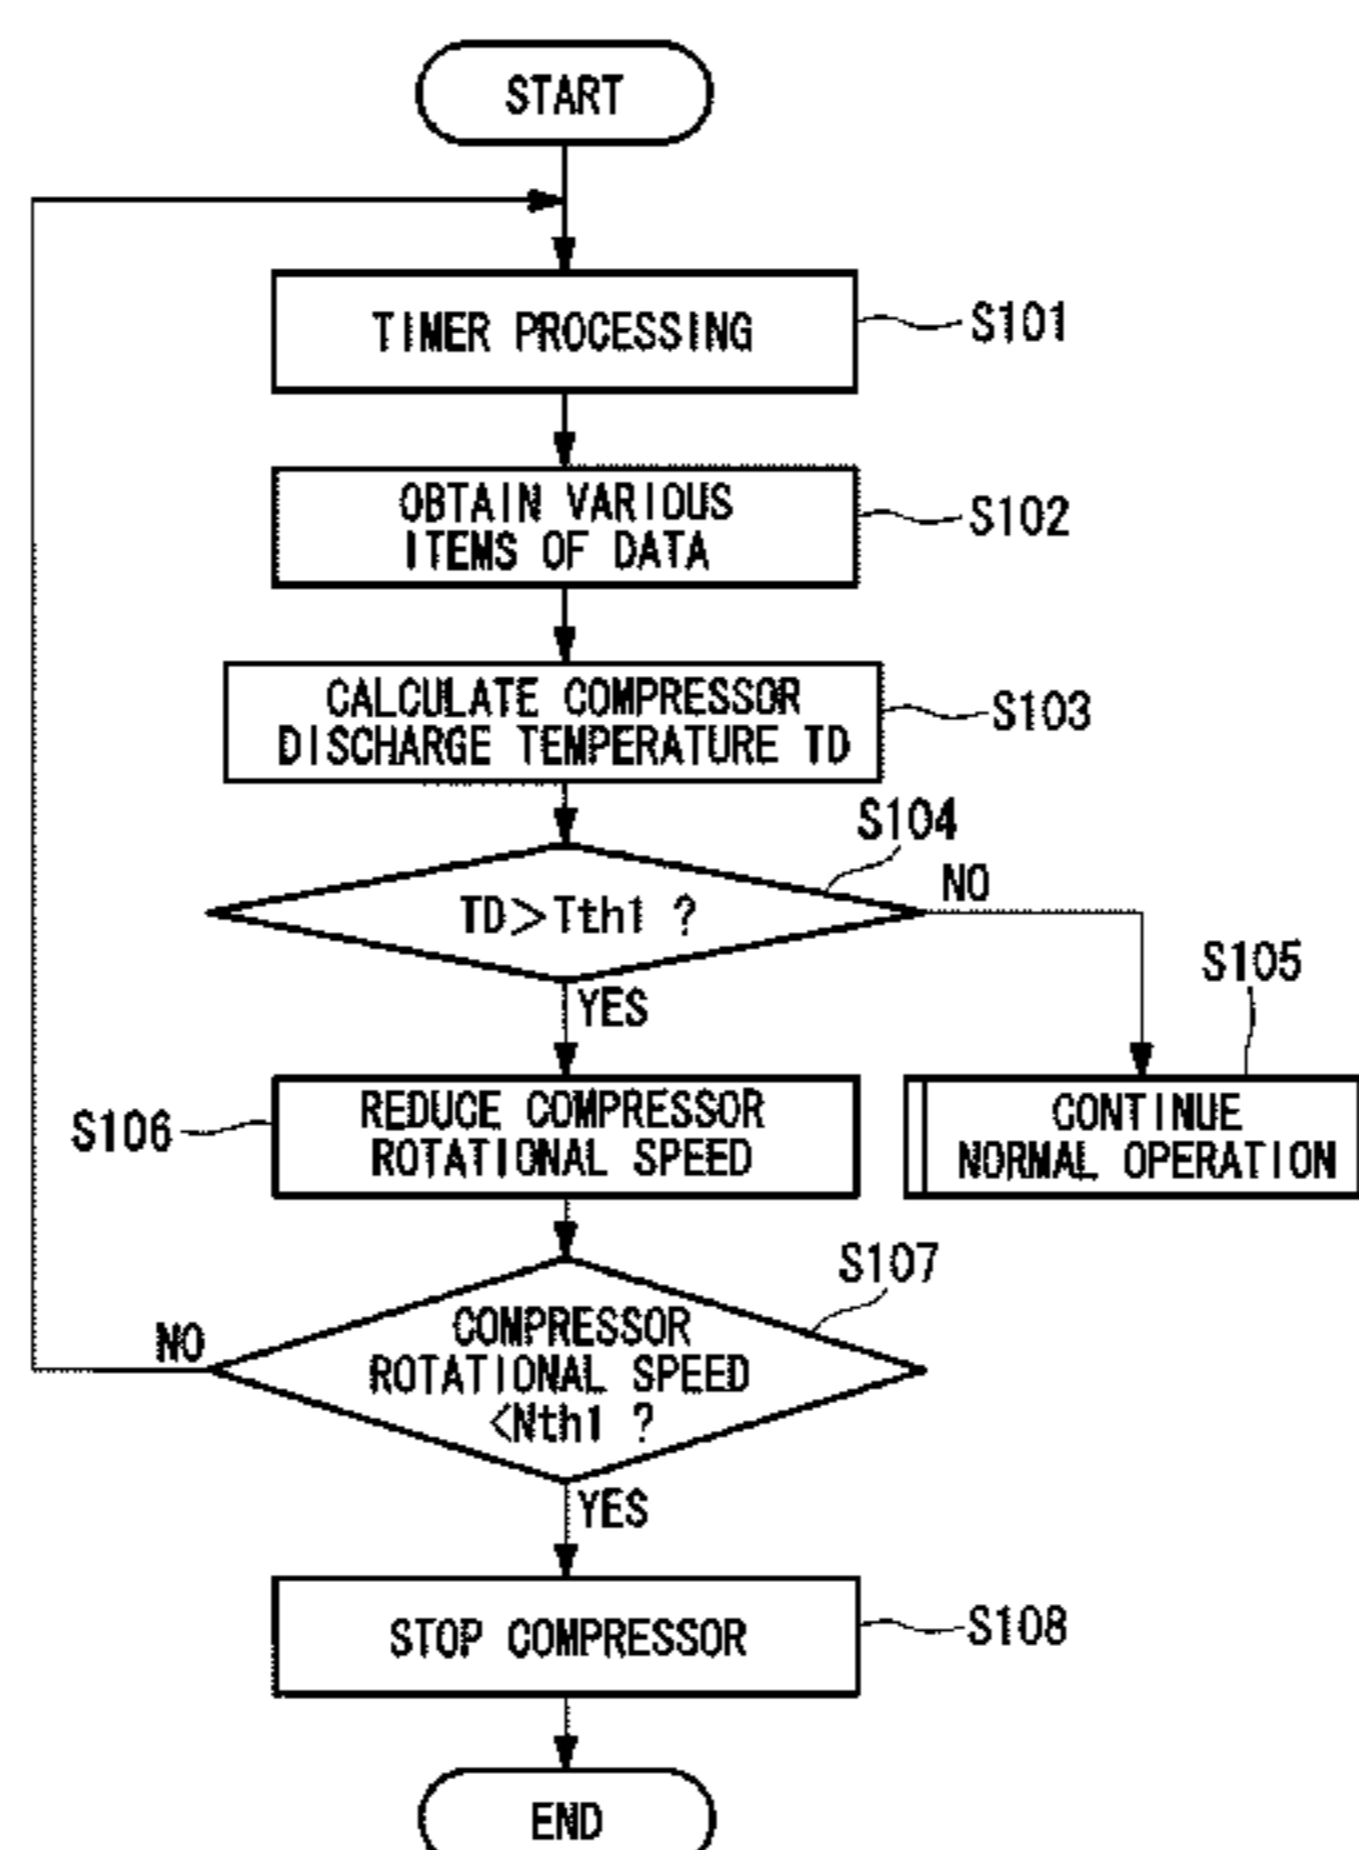 START
TIMER PROCESSING
S101
OBTAIN VARIOUS
ITEMS OF DATA
S102
CALCULATE COMPRESSOR
DISCHARGE TEMPERATURE TD
S103
S104
TD>Tth1 ?
NO
YES
S105
CONTINUE
NORMAL OPERATION
S106
REDUCE COMPRESSOR
ROTATIONAL SPEED
S107
COMPRESSOR
ROTATIONAL SPEED
<Nth1 ?
NO
YES
STOP COMPRESSOR
S108
END